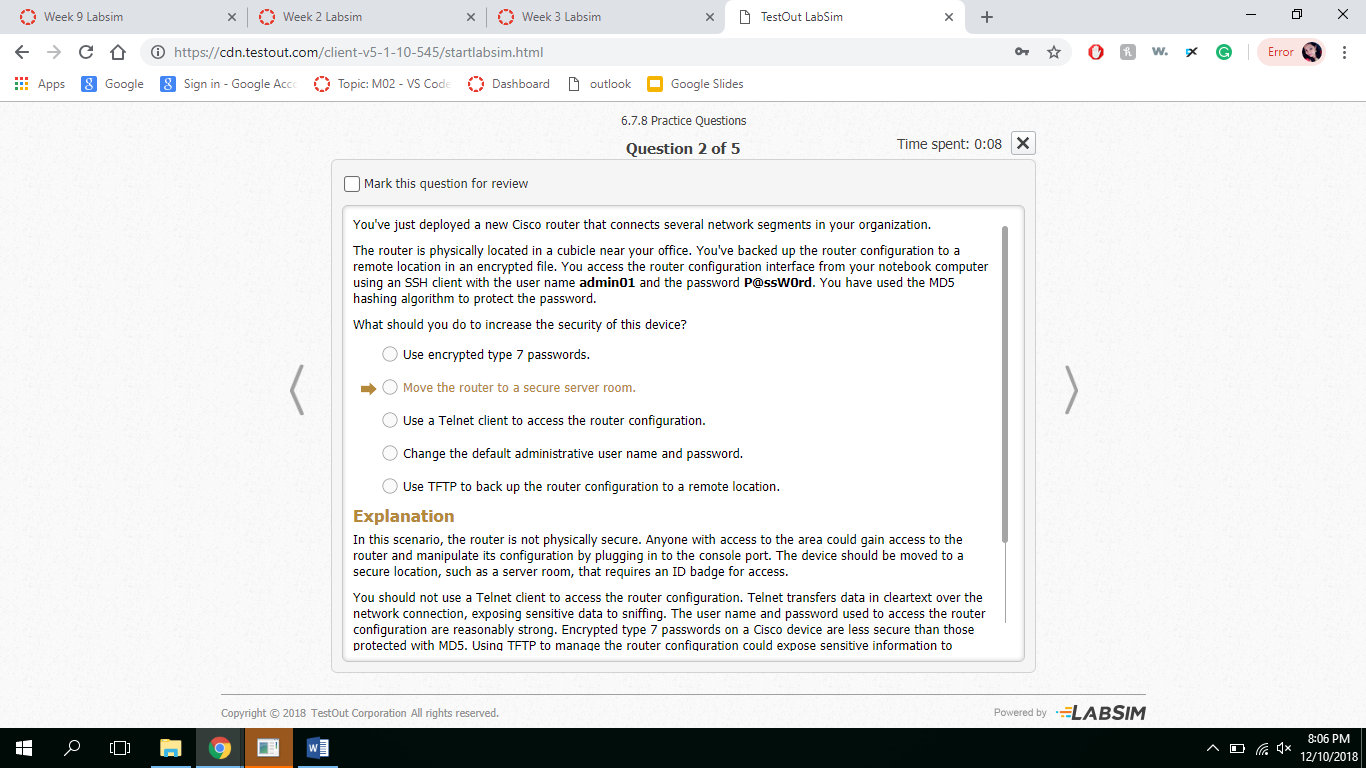 Week 9 Labsim
Week 2 Labsim
Week 3 Labsim
TestOut LabSim
https://cdn.testout.com/client-v5-1-10-545/startlabsim.html
Error
Apps
Google
Sign in - Google Acc
Topic: M02 - VS Code
Dashboard
outlook
Google Slides
6.7.8 Practice Questions
Question 2 of 5
Time spent: 0:08
Mark this question for review
You've just deployed a new Cisco router that connects several network segments in your organization.
The router is physically located in a cubicle near your office. You've backed up the router configuration to a
remote location in an encrypted file. You access the router configuration interface from your notebook computer
using an SSH client with the user name admin01 and the password P@ssW0rd. You have used the MD5
hashing algorithm to protect the password.
What should you do to increase the security of this device?
Use encrypted type 7 passwords.
Move the router to a secure server room.
Use a Telnet client to access the router configuration.
Change the default administrative user name and password.
Use TFTP to back up the router configuration to a remote location.
Explanation
In this scenario, the router is not physically secure. Anyone with access to the area could gain access to the
router and manipulate its configuration by plugging in to the console port. The device should be moved to a
secure location, such as a server room, that requires an ID badge for access.
You should not use a Telnet client to access the router configuration. Telnet transfers data in cleartext over the
network connection, exposing sensitive data to sniffing. The user name and password used to access the router
configuration are reasonably strong. Encrypted type 7 passwords on a Cisco device are less secure than those
protected with MD5. Using TFTP to manage the router configuration could expose sensitive information to
Copyright © 2018 TestOut Corporation All rights reserved.
Powered by LABSIM
8:06 PM
12/10/2018